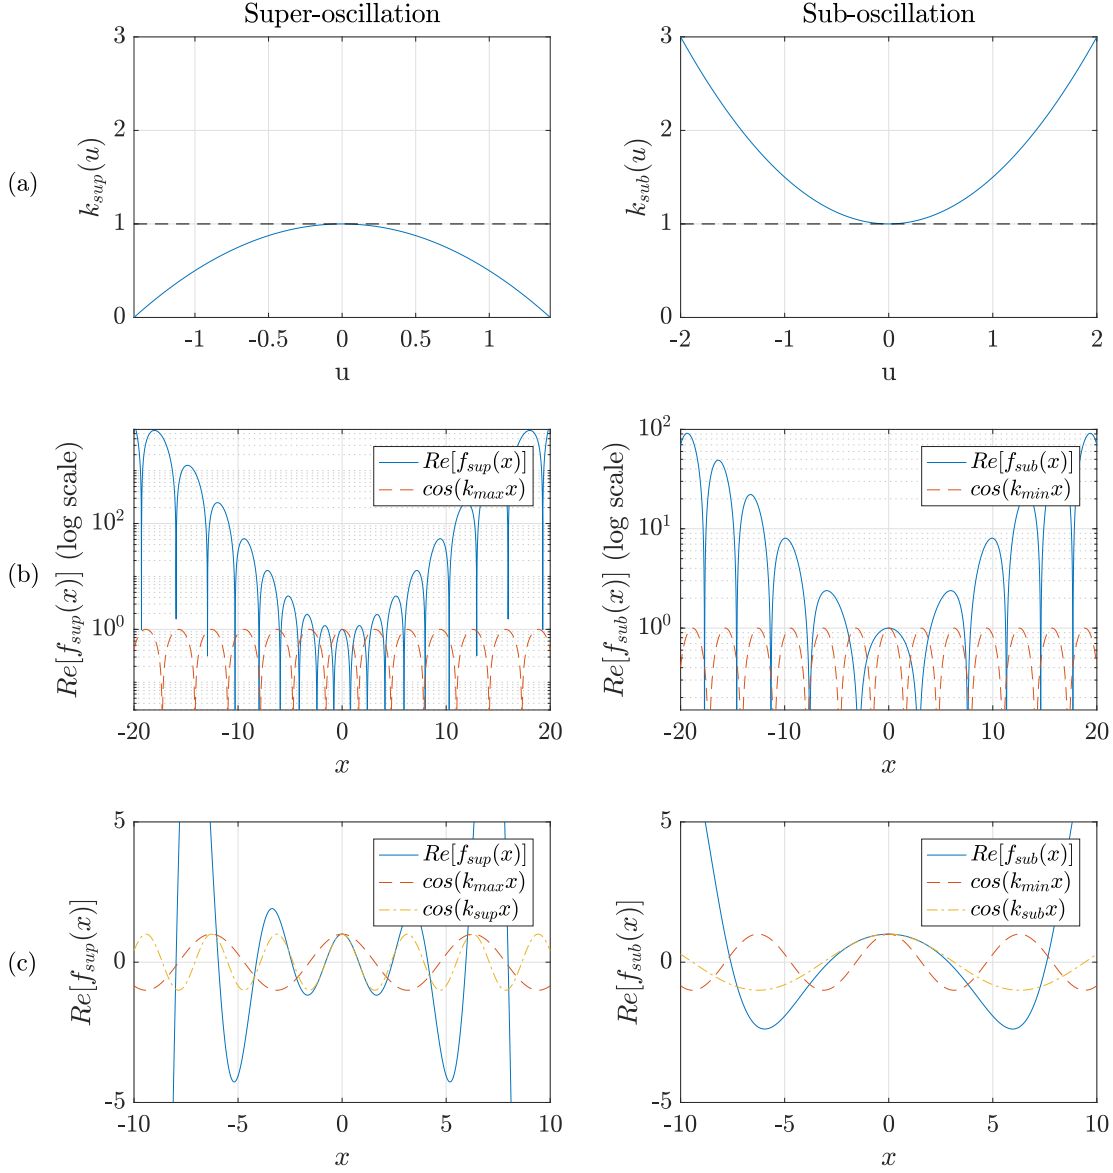 Super-oscillation
Sub-oscillation
(a)
k_sup(u)
3
2
1
0
-1
-0.5
0
0.5
1
u
k_sub(u)
3
2
1
0
-2
-1
0
1
2
u
(b)
Re[f_sup(x)] (log scale)
10^2
10^0
Re[f_sup(x)]
cos(k_max x)
-20
-10
0
10
20
x
Re[f_sub(x)] (log scale)
10^2
10^1
10^0
Re[f_sub(x)]
cos(k_min x)
-20
-10
0
10
20
x
(c)
Re[f_sup(x)]
5
0
-5
Re[f_sup(x)]
cos(k_max x)
cos(k_sup x)
-10
-5
0
5
10
x
Re[f_sub(x)]
5
0
-5
Re[f_sub(x)]
cos(k_min x)
cos(k_sub x)
-10
-5
0
5
10
x